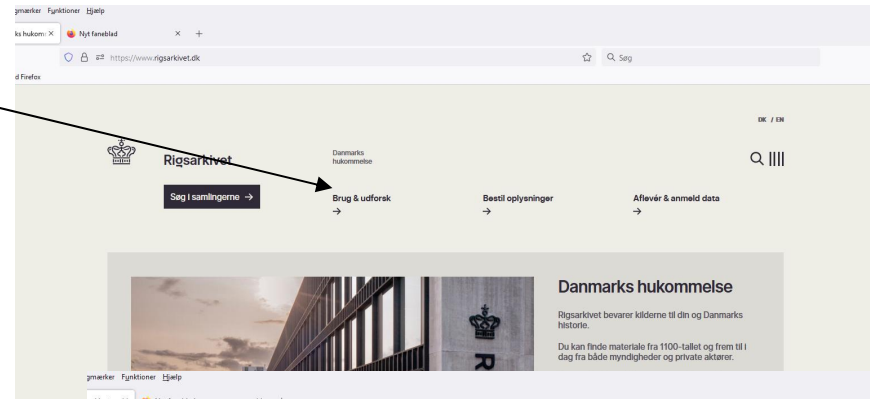 gmærker Funktioner Hjælp
ks hukom
Nyt faneblad
https://www.rigsarkivet.dk
Søg
d Firefox
DK / EN
Rigsarkivet
Danmarks
hukommelse
Søg i samlingerne →
Brug & udforsk
→
Bestil oplysninger
→
Aflevér & anmeld data
→
Danmarks hukommelse
Rigsarkivet bevarer kilderne til din og Danmarks
historie.
Du kan finde materiale fra 1100-tallet og frem til i
dag fra både myndigheder og private aktører.
R
gmærker Funktioner Hjælp